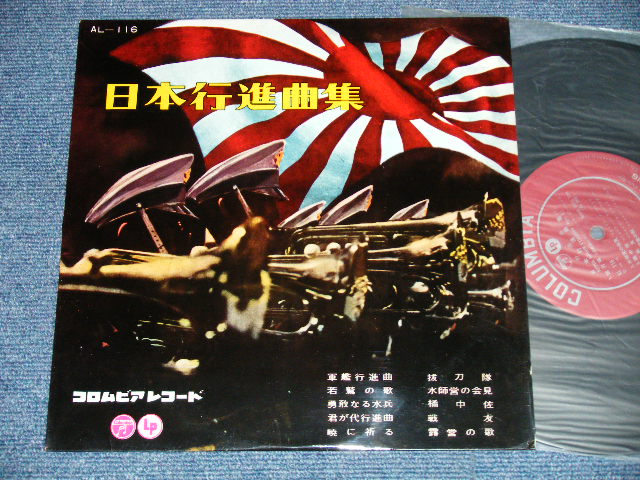 AL-116
日本行進曲集
軍艦行進曲
若鷲の歌
勇敢なる水兵
君が代行進曲
暁に祈る
抜刀隊
水師営の会見
橘中佐
戦友
露営の歌
コロムビアレコード
Lp
COLUMBIA
Lp